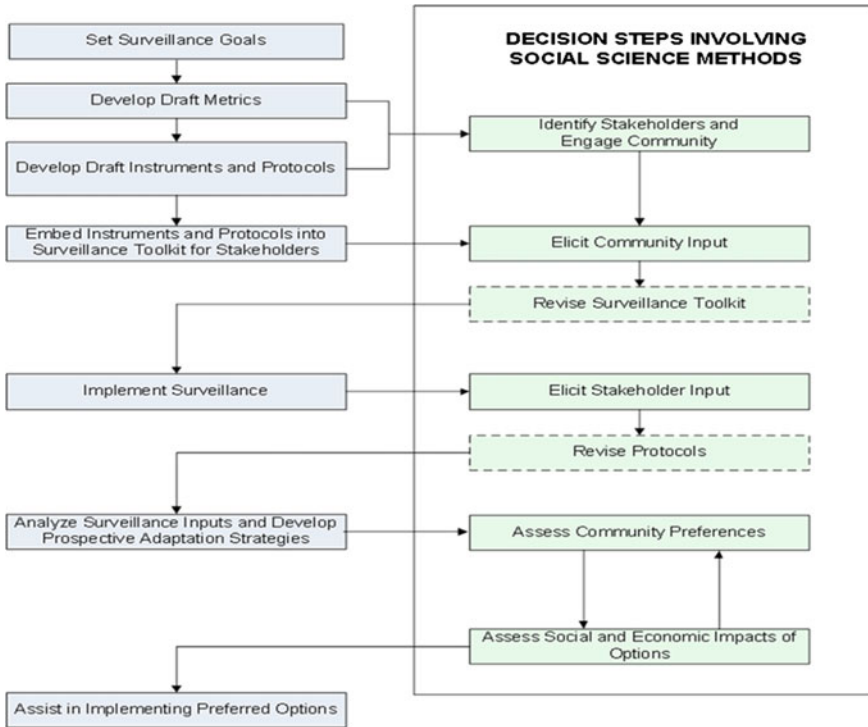 Set Surveillance Goals
Develop Draft Metrics
Develop Draft Instruments and Protocols
Embed Instruments and Protocols into
Surveillance Toolkit for Stakeholders
Implement Surveillance
Analyze Surveillance Inputs and Develop
Prospective Adaptation Strategies
Assist in Implementing Preferred Options
DECISION STEPS INVOLVING
SOCIAL SCIENCE METHODS
Identify Stakeholders and
Engage Community
Elicit Community Input
Revise Surveillance Toolkit
Elicit Stakeholder Input
Revise Protocols
Assess Community Preferences
Assess Social and Economic Impacts of
Options